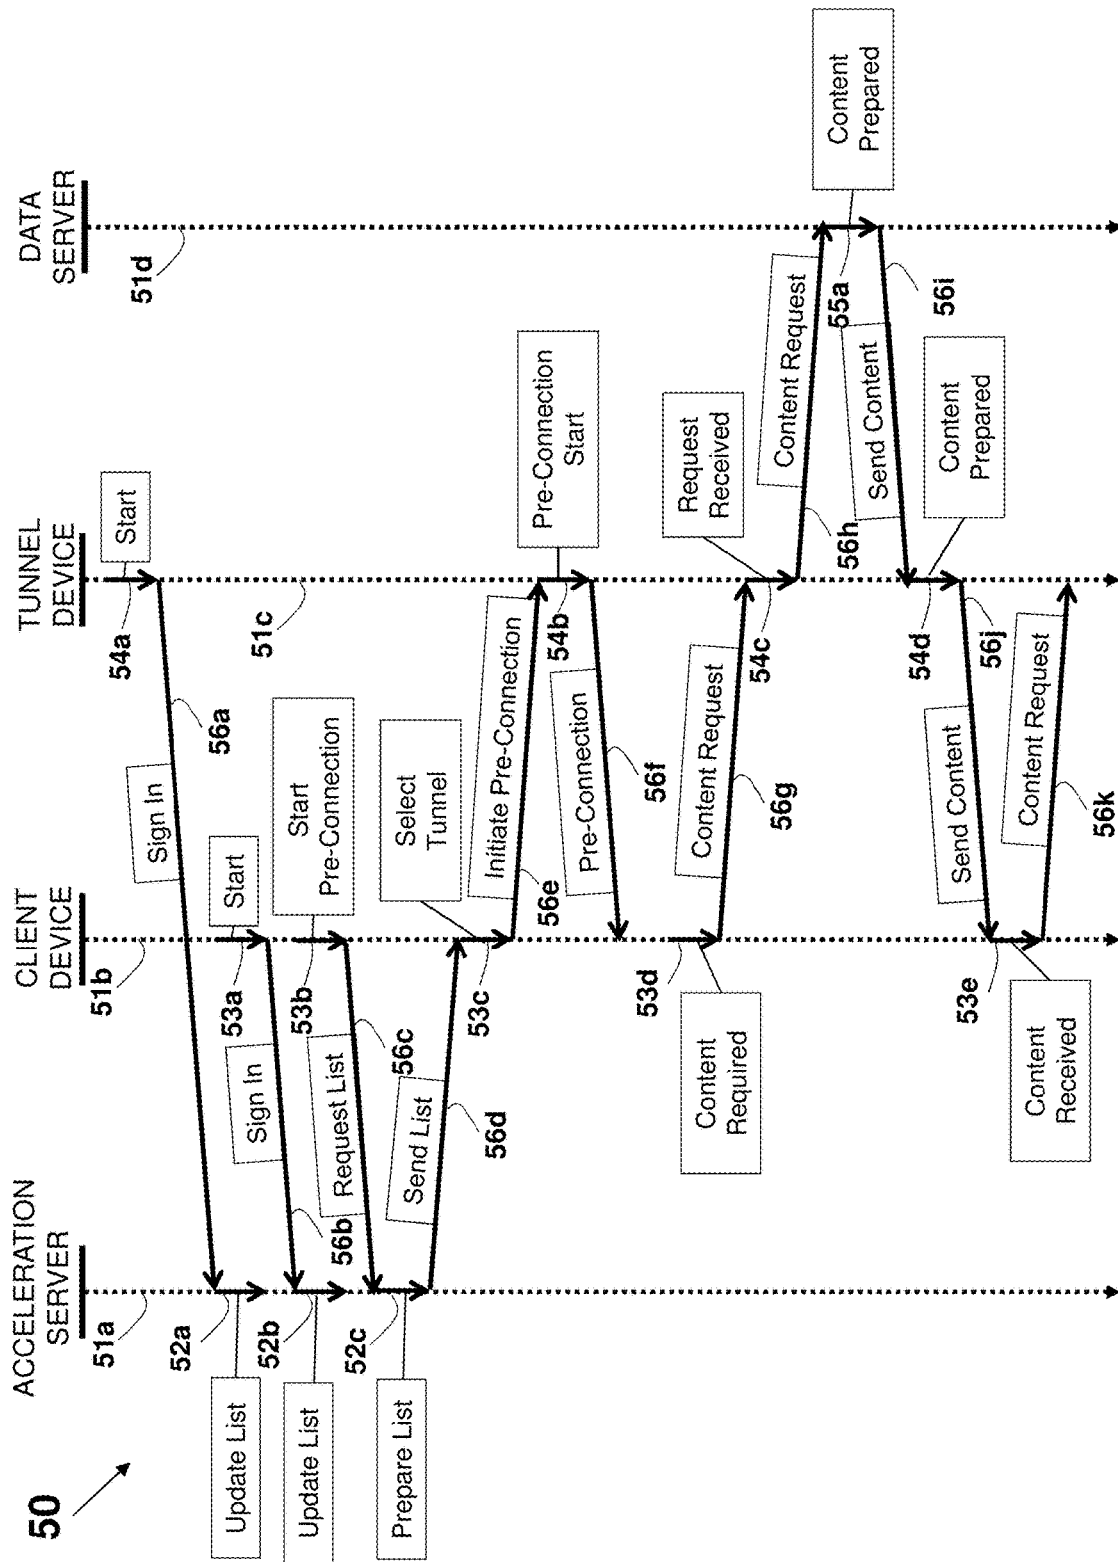 50
ACCELERATION
SERVER
CLIENT
DEVICE
TUNNEL
DEVICE
DATA
SERVER
51a
51b
51c
51d
54a
Start
Sign In
56a
52a
Update List
53a
Start
Sign In
56b
52b
Update List
53b
Start
Pre-Connection
Request List
56c
52c
Prepare List
Send List
56d
53c
Select
Tunnel
Initiate Pre-Connection
56e
54b
Pre-Connection
Start
Pre-Connection
56f
53d
Content
Required
Content Request
56g
54c
Request
Received
Content Request
56h
55a
Content
Prepared
Send Content
56i
54d
Content
Prepared
Send Content
56j
53e
Content
Received
Content Request
56k